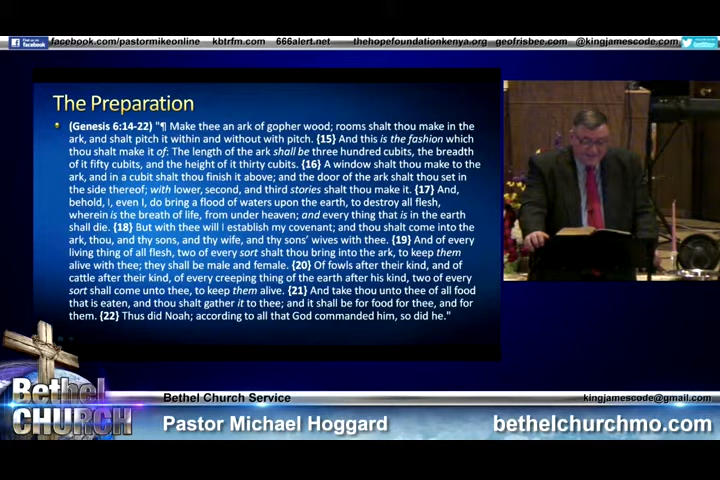 Find us on facebook facebook.com/pastormikeonline kbtrfm.com 666alert.net thehopefoundationkenya.org geofrisbee.com @kingjamescode.com twitter
The Preparation
(Genesis 6:14-22) "¶ Make thee an ark of gopher wood; rooms shalt thou make in the
ark, and shalt pitch it within and without with pitch. {15} And this is the fashion which
thou shalt make it of: The length of the ark shall be three hundred cubits, the breadth
of it fifty cubits, and the height of it thirty cubits. {16} A window shalt thou make to the
ark, and in a cubit shalt thou finish it above; and the door of the ark shalt thou set in
the side thereof; with lower, second, and third stories shalt thou make it. {17} And,
behold, I, even I, do bring a flood of waters upon the earth, to destroy all flesh,
wherein is the breath of life, from under heaven; and every thing that is in the earth
shall die. {18} But with thee will I establish my covenant; and thou shalt come into the
ark, thou, and thy sons, and thy wife, and thy sons' wives with thee. {19} And of every
living thing of all flesh, two of every sort shalt thou bring into the ark, to keep them
alive with thee; they shall be male and female. {20} Of fowls after their kind, and of
cattle after their kind, of every creeping thing of the earth after his kind, two of every
sort shall come unto thee, to keep them alive. {21} And take thou unto thee of all food
that is eaten, and thou shalt gather it to thee; and it shall be for food for thee, and for
them. {22} Thus did Noah; according to all that God commanded him, so did he."
Bethel
CHURCH
Bethel Church Service
kingjamescode@gmail.com
Pastor Michael Hoggard
bethelchurchmo.com